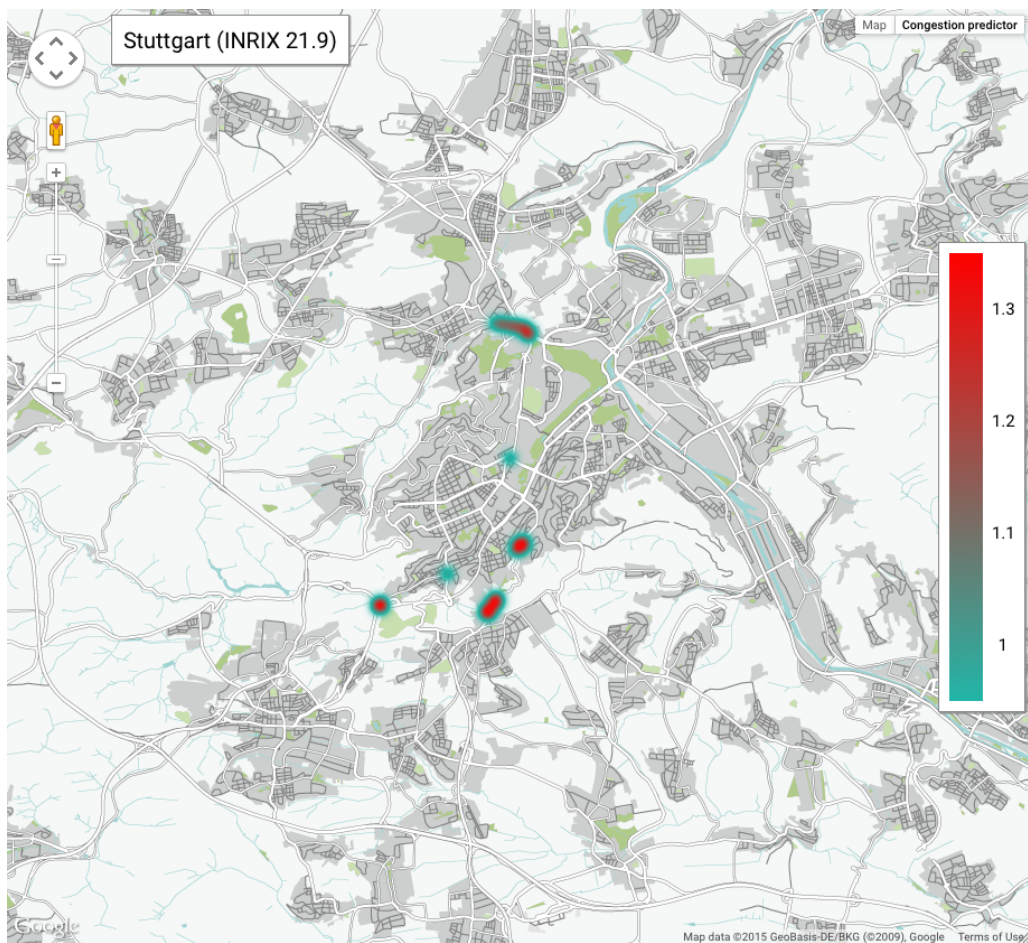 Stuttgart (INRIX 21.9)
Map
Congestion predictor
1.3
1.2
1.1
1
Google
Map data ©2015 GeoBasis-DE/BKG (©2009), Google
Terms of Use